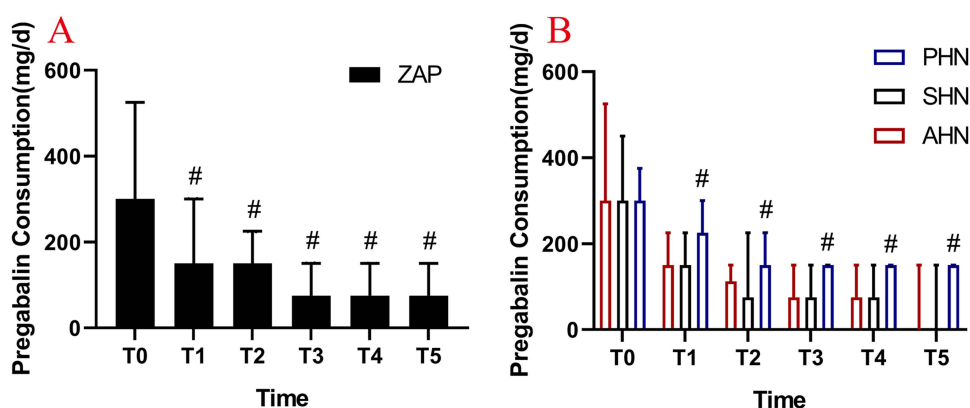 A
Pregabalin Consumption(mg/d)
600
400
200
0
ZAP
#
#
#
#
#
T0 T1 T2 T3 T4 T5
Time
B
Pregabalin Consumption(mg/d)
600
400
200
0
PHN
SHN
AHN
#
#
#
#
#
T0 T1 T2 T3 T4 T5
Time